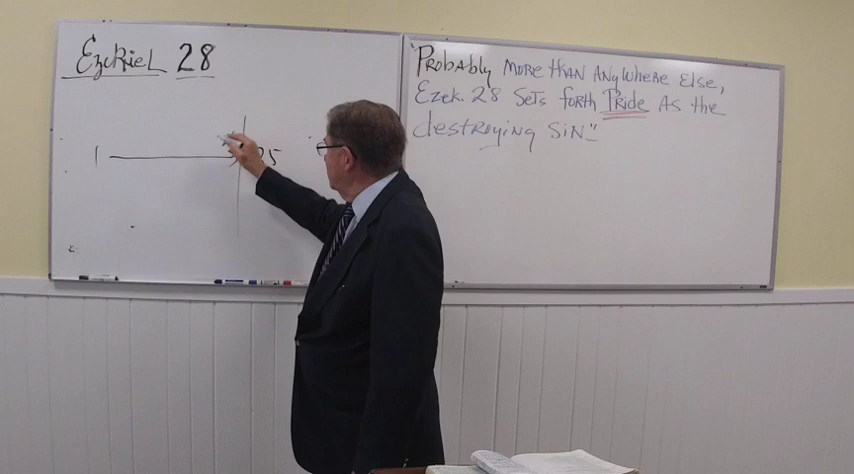 Ezekiel 28
1 25
"Probably more than anywhere else,
Ezek. 28 sets forth Pride as the
destroying sin"